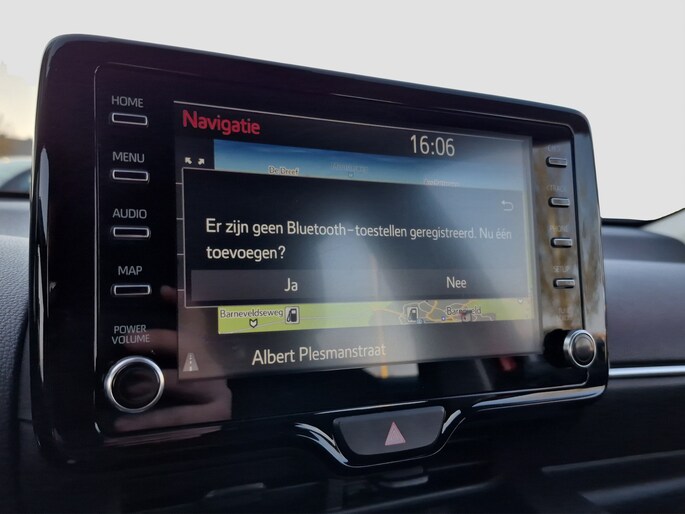 HOME
Navigatie
16:06
MENU
De Dreef
Er zijn geen Bluetooth-toestellen geregistreerd. Nu één
toevoegen?
AUDIO
Ja
Nee
MAP
Barneveldseweg
POWER
VOLUME
Albert Plesmanstraat